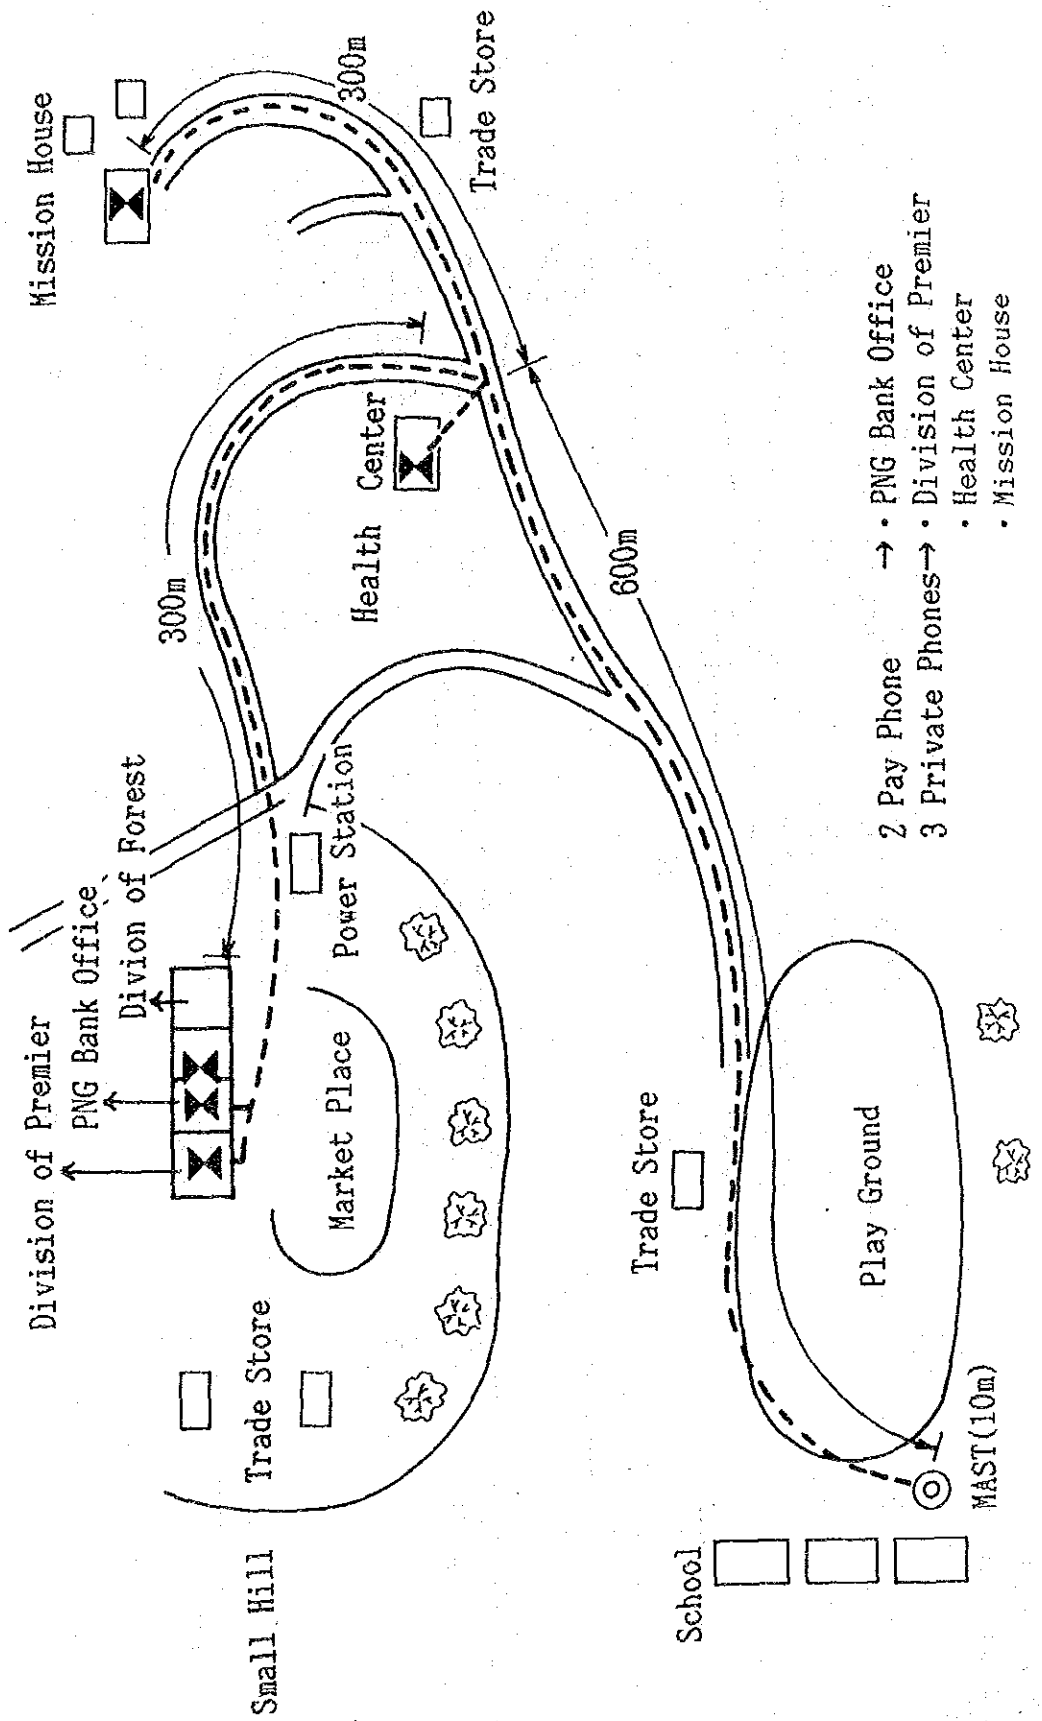 Division of Premier
PNG Bank Office
Divion of Forest
Mission House
300m
300m
Small Hill
Trade Store
Market Place
Power Station
Health Center
Trade Store
600m
School
Trade Store
Play Ground
MAST(10m)
2 Pay Phone → • PNG Bank Office
3 Private Phones→ • Division of Premier
• Health Center
• Mission House